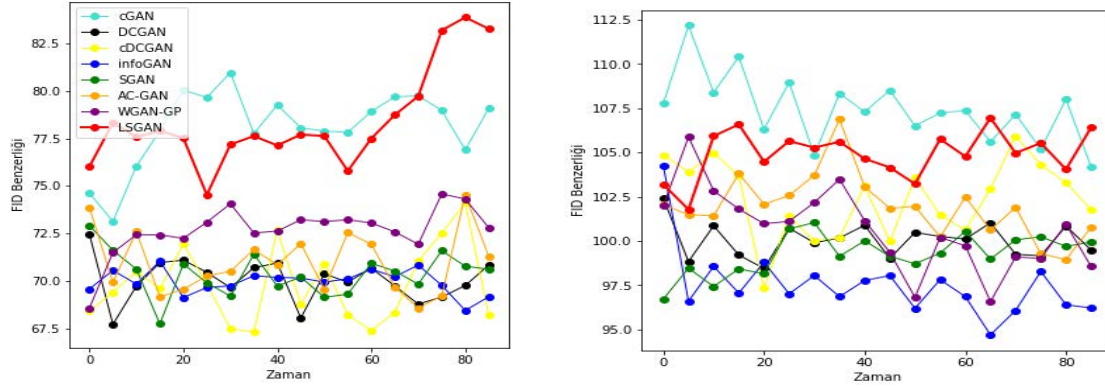 82.5
80.0
77.5
75.0
72.5
70.0
67.5
FID Benzerliği
cGAN
DCGAN
cDCGAN
infoGAN
SGAN
AC-GAN
WGAN-GP
LSGAN
0 20 40 60 80
Zaman
112.5
110.0
107.5
105.0
102.5
100.0
97.5
95.0
FID Benzerliği
0 20 40 60 80
Zaman